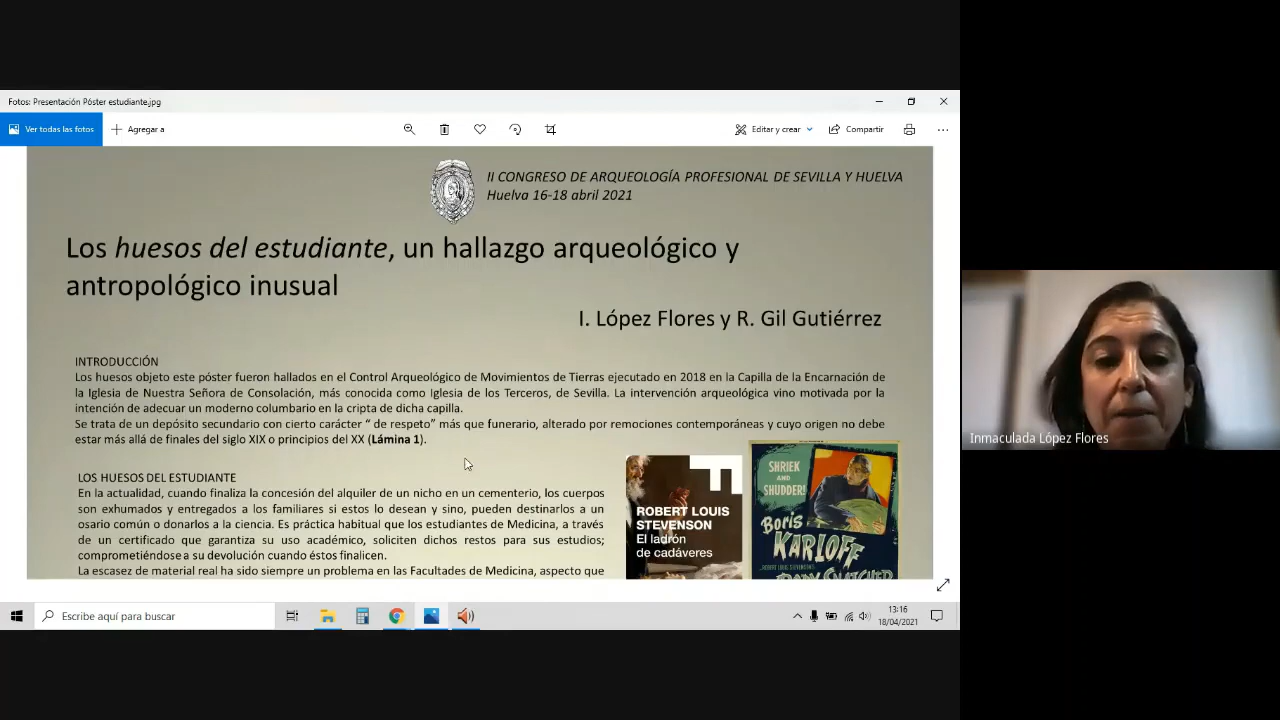 Fotos: Presentación Póster estudiante.jpg
Ver todas las fotos
Agregar a
Editar y crear
Compartir
II CONGRESO DE ARQUEOLOGÍA PROFESIONAL DE SEVILLA Y HUELVA
Huelva 16-18 abril 2021
Los huesos del estudiante, un hallazgo arqueológico y
antropológico inusual
I. López Flores y R. Gil Gutiérrez
INTRODUCCIÓN
Los huesos objeto este póster fueron hallados en el Control Arqueológico de Movimientos de Tierras ejecutado en 2018 en la Capilla de la Encarnación de
la Iglesia de Nuestra Señora de Consolación, más conocida como Iglesia de los Terceros, de Sevilla. La intervención arqueológica vino motivada por la
intención de adecuar un moderno columbario en la cripta de dicha capilla.
Se trata de un depósito secundario con cierto carácter “ de respeto” más que funerario, alterado por remociones contemporáneas y cuyo origen no debe
estar más allá de finales del siglo XIX o principios del XX (Lámina 1).
LOS HUESOS DEL ESTUDIANTE
En la actualidad, cuando finaliza la concesión del alquiler de un nicho en un cementerio, los cuerpos
son exhumados y entregados a los familiares si estos lo desean y sino, pueden destinarlos a un
osario común o donarlos a la ciencia. Es práctica habitual que los estudiantes de Medicina, a través
de un certificado que garantiza su uso académico, soliciten dichos restos para sus estudios;
comprometiéndose a su devolución cuando éstos finalicen.
La escasez de material real ha sido siempre un problema en las Facultades de Medicina, aspecto que
ROBERT LOUIS
STEVENSON
El ladrón
de cadáveres
SHRIEK
AND
SHUDDER!
Boris
KARLOFF
BODY SNATCHER
Inmaculada López Flores
Escribe aquí para buscar
13:16
18/04/2021